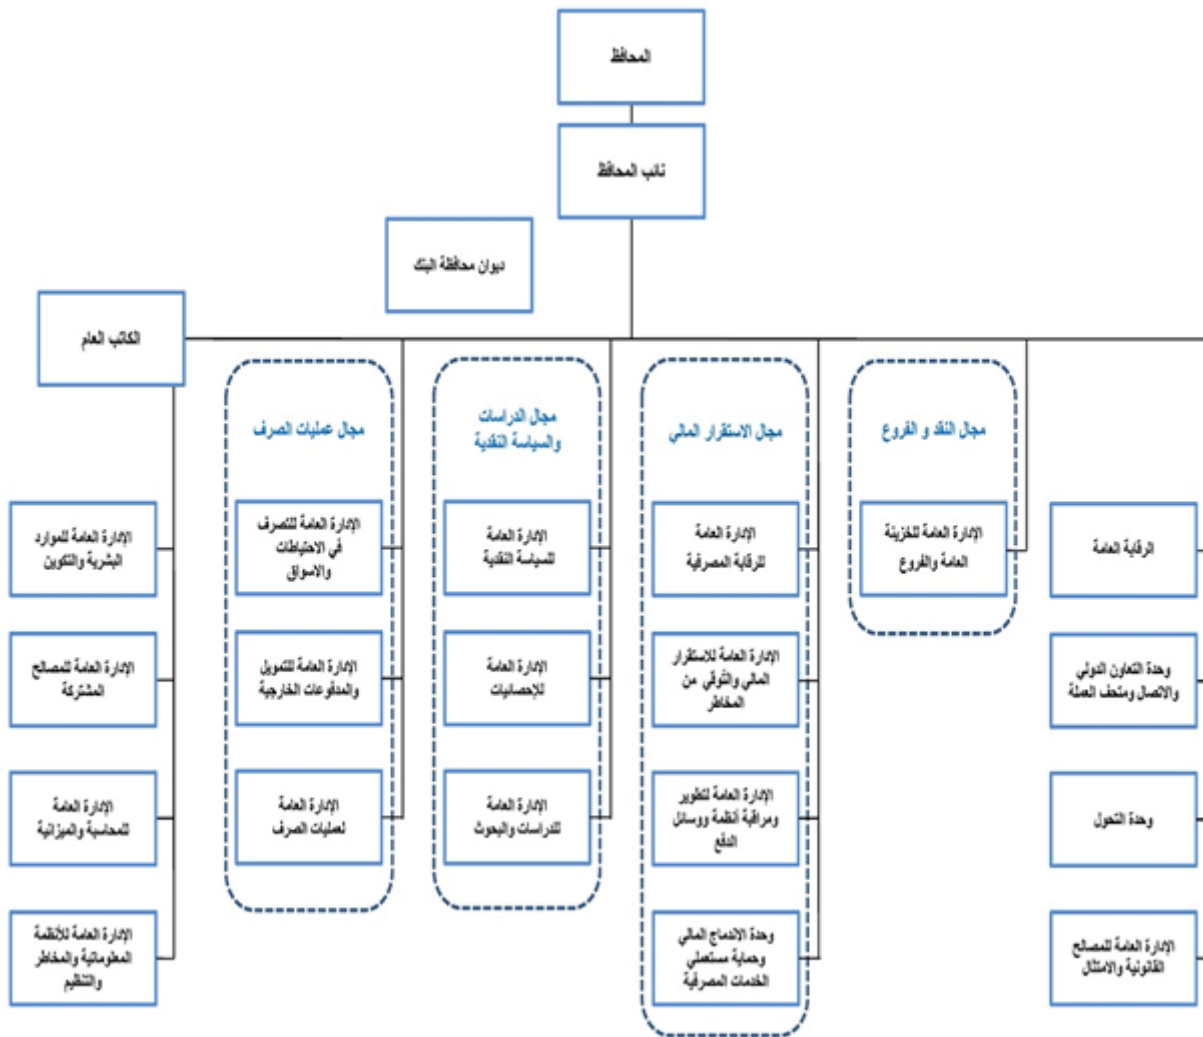 المحافظ
نائب المحافظ
ديوان محافظة البنك
الكاتب العام
مجال النقد و الفروع
مجال الاستقرار المالي
مجال الدراسات
والسياسة النقدية
مجال عمليات الصرف
الرقابة العامة
وحدة التعاون الدولي
والاتصال ومتحف العملة
وحدة التحول
الإدارة العامة للمصالح
القانونية والامتثال
الإدارة العامة للخزينة
العامة والفروع
الإدارة العامة
للرقابة المصرفية
الإدارة العامة للاستقرار
المالي والتوقي من
المخاطر
الإدارة العامة لتطوير
ومراقبة أنظمة ووسائل
الدفع
وحدة الاندماج المالي
وحماية مستعملي
الخدمات المصرفية
الإدارة العامة
للسياسة النقدية
الإدارة العامة
للإحصائيات
الإدارة العامة
للدراسات والبحوث
الإدارة العامة للتصرف
في الاحتياطات
والاسواق
الإدارة العامة للتمويل
والمدفوعات الخارجية
الإدارة العامة
لعمليات الصرف
الإدارة العامة للموارد
البشرية والتكوين
الإدارة العامة للمصالح
المشتركة
الإدارة العامة
للمحاسبة والميزانية
الإدارة العامة للأنظمة
المعلوماتية والمخاطر
والتنظيم